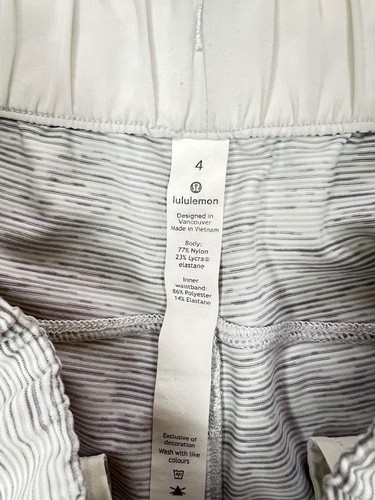 4
lululemon
Designed in
Vancouver
Made in Vietnam
Body:
77% Nylon
23% Lycra®
elastane
Inner
waistband:
86% Polyester
14% Elastane
Exclusive of
decoration
Wash with like
colours